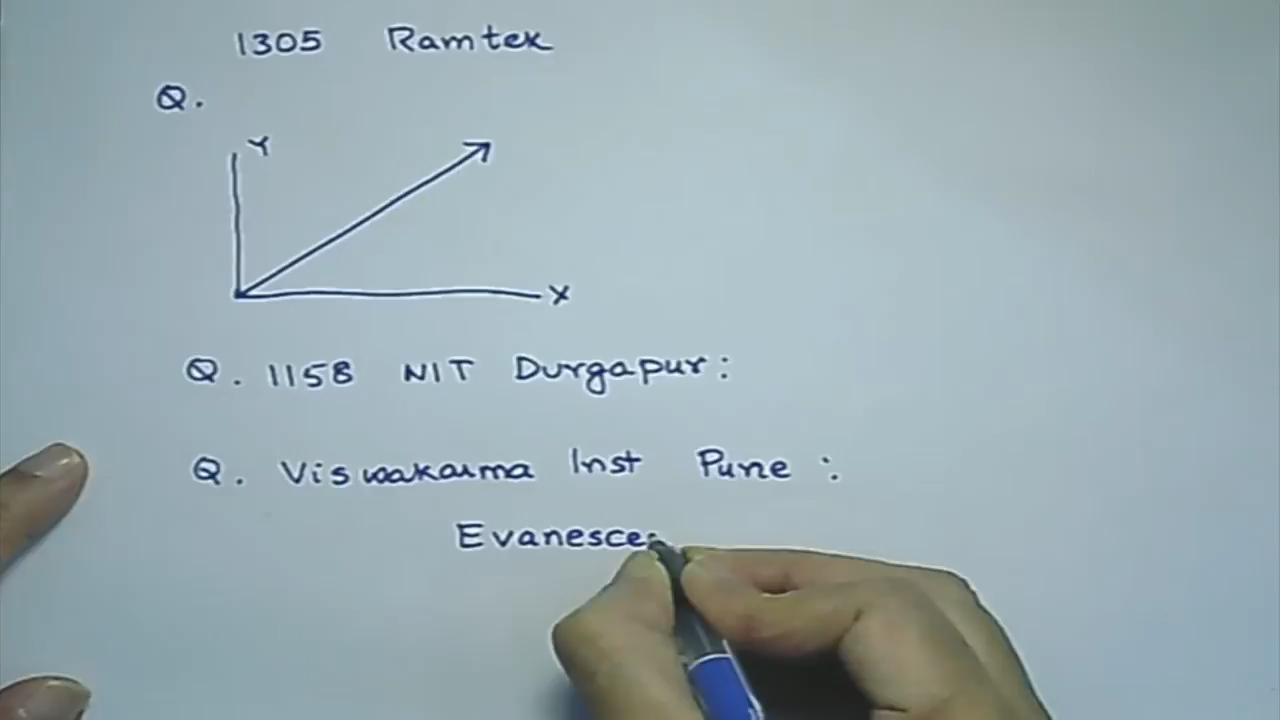 1305 Ramtek
Q.
Y
X
Q. 1158 NIT Durgapur:
Q. Viswakarma Inst Pune :
Evanesce